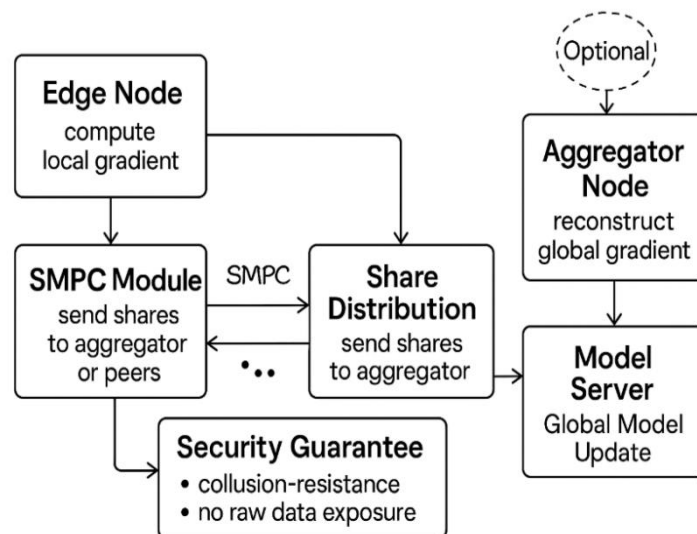 Edge Node
compute
local gradient
Optional
Aggregator
Node
reconstruct
global gradient
SMPC Module
send shares
to aggregator
or peers
SMPC
Share
Distribution
send shares
to aggregator
Model
Server
Global Model
Update
Security Guarantee
• collusion-resistance
• no raw data exposure